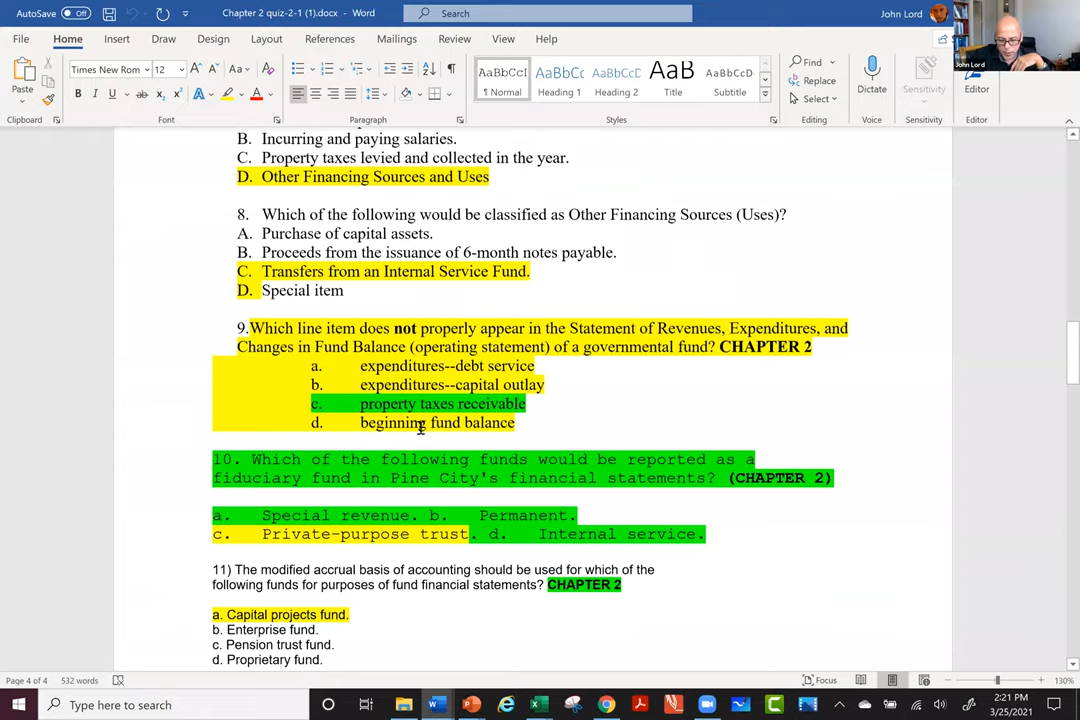 AutoSave Off Chapter 2 quiz-2-1 (1).docx - Word Search John Lord
File Home Insert Draw Design Layout References Mailings Review View Help
John Lord
Paste Times New Rom 12 A A Aa A AaBbCcI AaBbCc AaBbCcD AaB AaBbCcD Find Replace Select Dictate Sensitivity Editor
B I U ab x2 x2 A A ¶ Normal Heading 1 Heading 2 Title Subtitle
Clipboard Font Paragraph Styles Editing Voice Sensitivity Editor
B. Incurring and paying salaries.
C. Property taxes levied and collected in the year.
D. Other Financing Sources and Uses
8. Which of the following would be classified as Other Financing Sources (Uses)?
A. Purchase of capital assets.
B. Proceeds from the issuance of 6-month notes payable.
C. Transfers from an Internal Service Fund.
D. Special item
9.Which line item does not properly appear in the Statement of Revenues, Expenditures, and
Changes in Fund Balance (operating statement) of a governmental fund? CHAPTER 2
a. expenditures--debt service
b. expenditures--capital outlay
c. property taxes receivable
d. beginning fund balance
10. Which of the following funds would be reported as a
fiduciary fund in Pine City's financial statements? (CHAPTER 2)
a. Special revenue. b. Permanent.
c. Private-purpose trust. d. Internal service.
11) The modified accrual basis of accounting should be used for which of the
following funds for purposes of fund financial statements? CHAPTER 2
a. Capital projects fund.
b. Enterprise fund.
c. Pension trust fund.
d. Proprietary fund.
Page 4 of 4 532 words Focus 130%
Type here to search 2:21 PM
3/25/2021